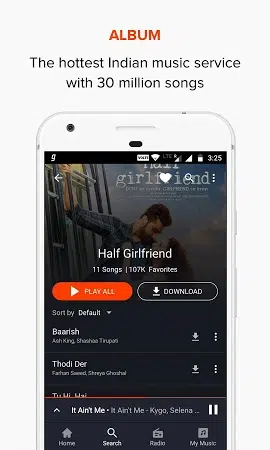 ALBUM
The hottest Indian music service
with 30 million songs
g
LTE
3:25
half
girlfriend
Half Girlfriend
11 Songs | 107K Favorites
PLAY ALL
DOWNLOAD
Sort by Default
Baarish
Ash King, Shashaa Tirupati
Thodi Der
Farhan Saeed, Shreya Ghoshal
Tu Hi Hai
It Ain't Me • It Ain't Me - Kygo, Selena
Home
Search
Radio
My Music